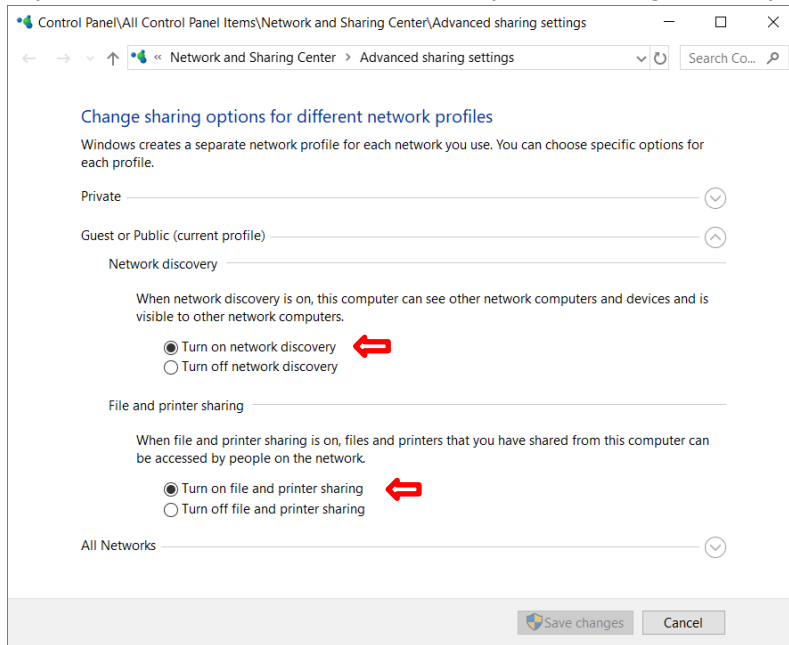 Control Panel\All Control Panel Items\Network and Sharing Center\Advanced sharing settings
« Network and Sharing Center > Advanced sharing settings
Search Co...
Change sharing options for different network profiles
Windows creates a separate network profile for each network you use. You can choose specific options for
each profile.
Private
Guest or Public (current profile)
Network discovery
When network discovery is on, this computer can see other network computers and devices and is
visible to other network computers.
Turn on network discovery
Turn off network discovery
File and printer sharing
When file and printer sharing is on, files and printers that you have shared from this computer can
be accessed by people on the network.
Turn on file and printer sharing
Turn off file and printer sharing
All Networks
Save changes
Cancel